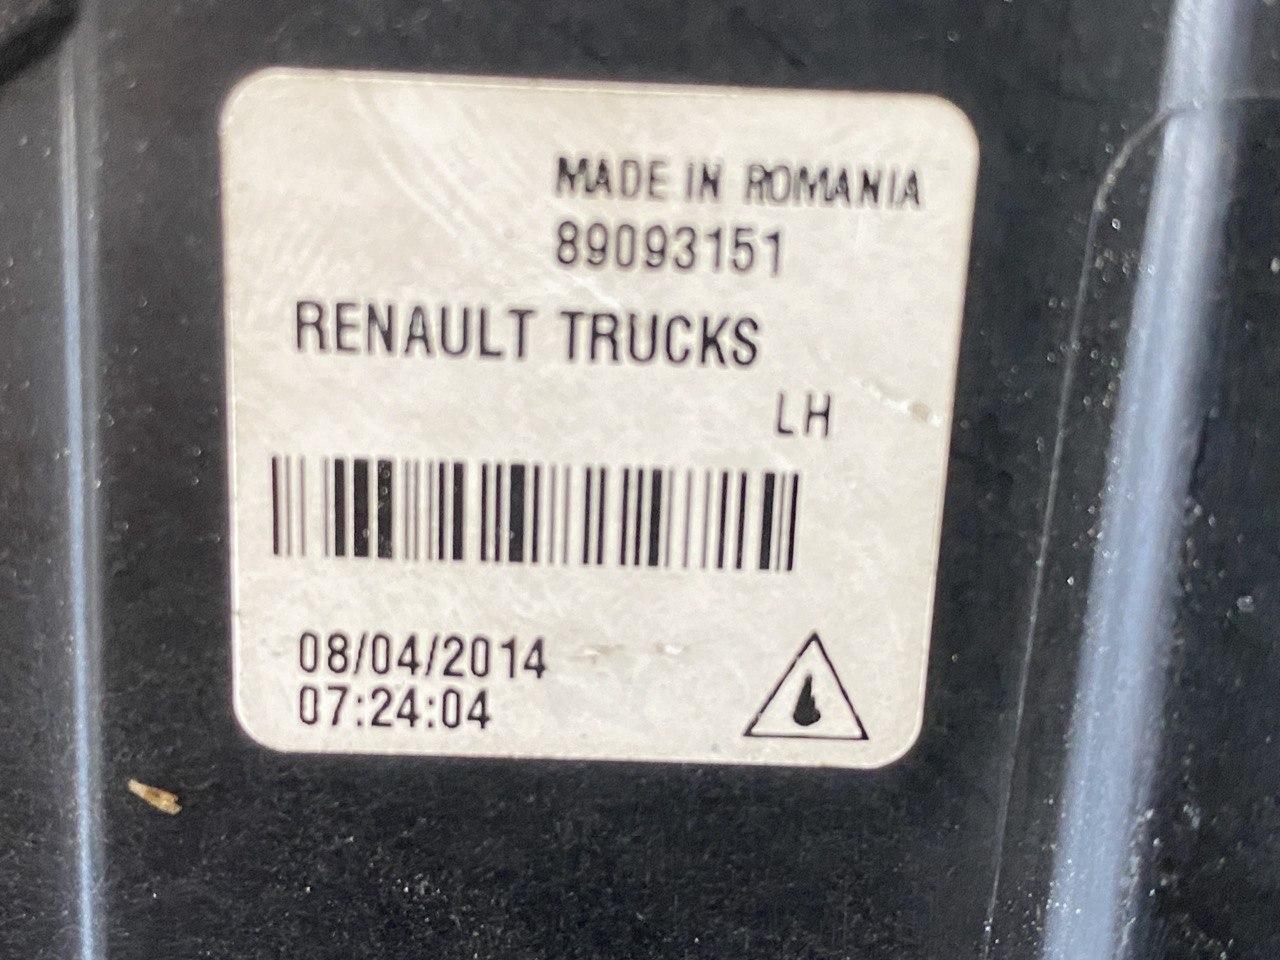 MADE IN ROMANIA
89093151
RENAULT TRUCKS
LH
08/04/2014
07:24:04